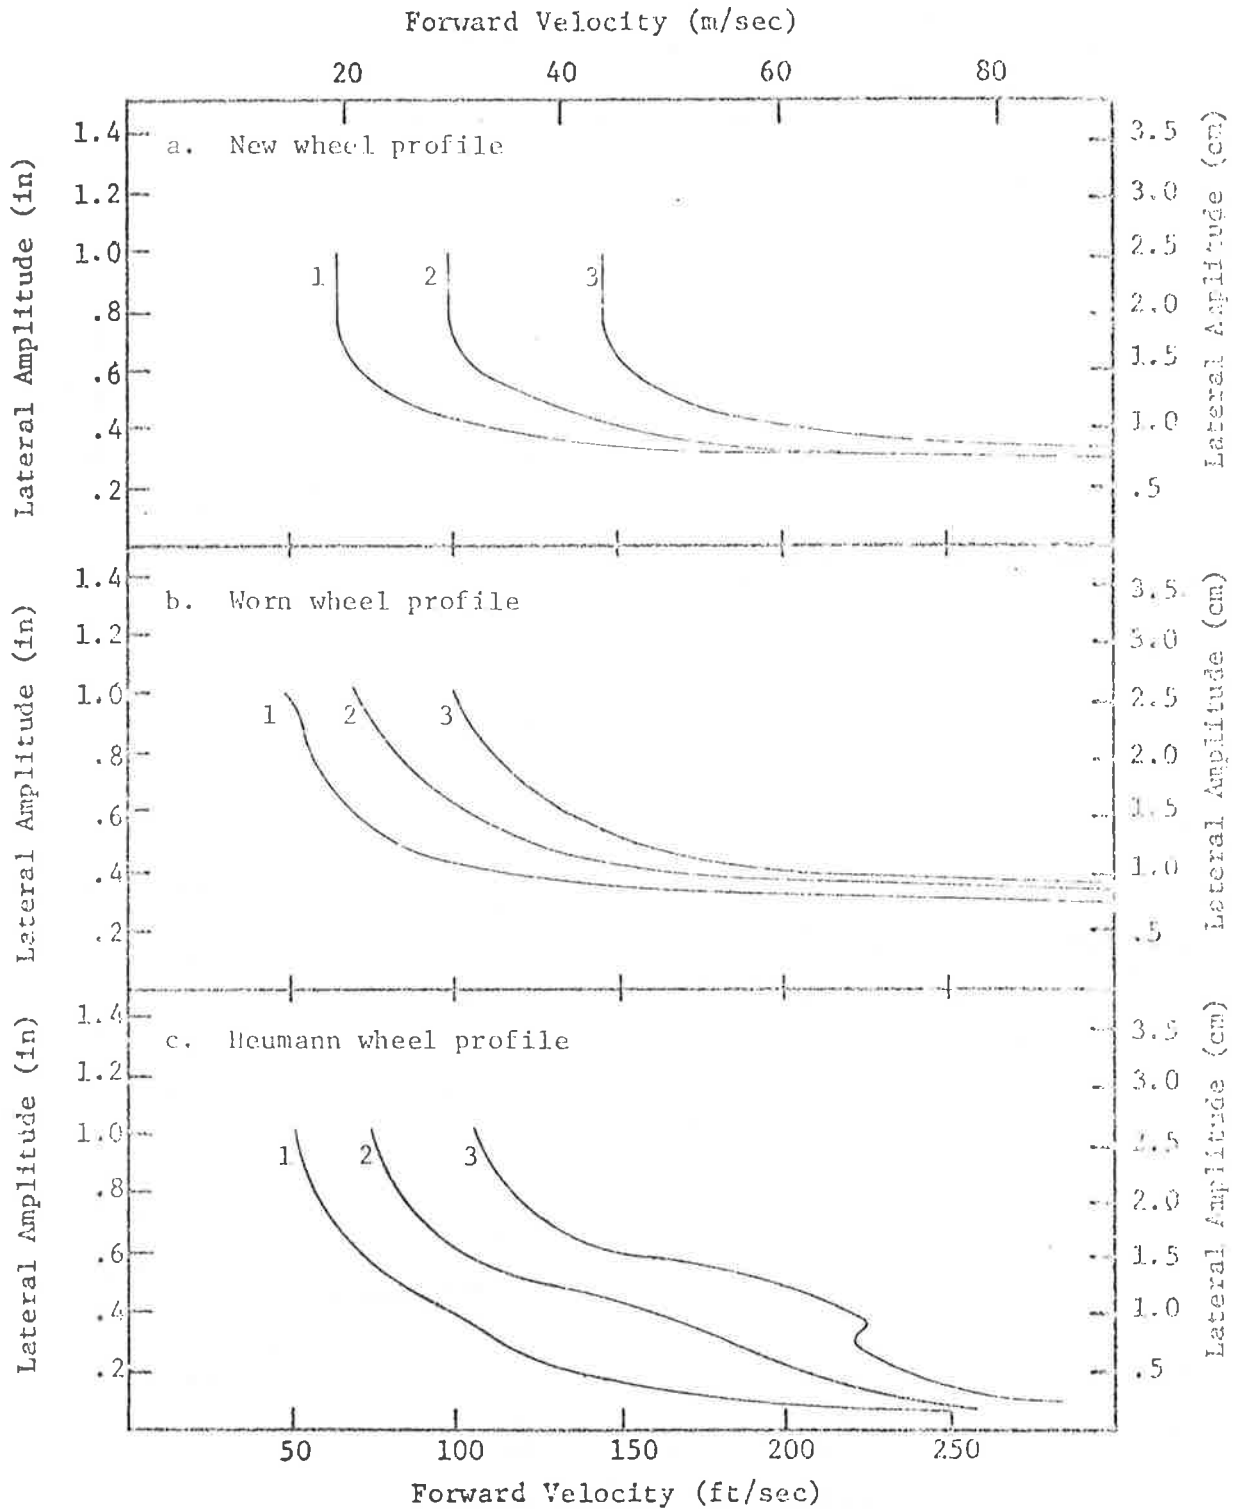 Forward Velocity (m/sec)
20 40 60 80
Lateral Amplitude (in)
1.4
1.2
1.0
.8
.6
.4
.2
a. New wheel profile
1 2 3
3.5
3.0
2.5
2.0
1.5
1.0
.5
Lateral Amplitude (cm)
Lateral Amplitude (in)
1.4
1.2
1.0
.8
.6
.4
.2
b. Worn wheel profile
1 2 3
3.5
3.0
2.5
2.0
1.5
1.0
.5
Lateral Amplitude (cm)
Lateral Amplitude (in)
1.4
1.2
1.0
.8
.6
.4
.2
c. Heumann wheel profile
1 2 3
3.5
3.0
2.5
2.0
1.5
1.0
.5
Lateral Amplitude (cm)
50 100 150 200 250
Forward Velocity (ft/sec)